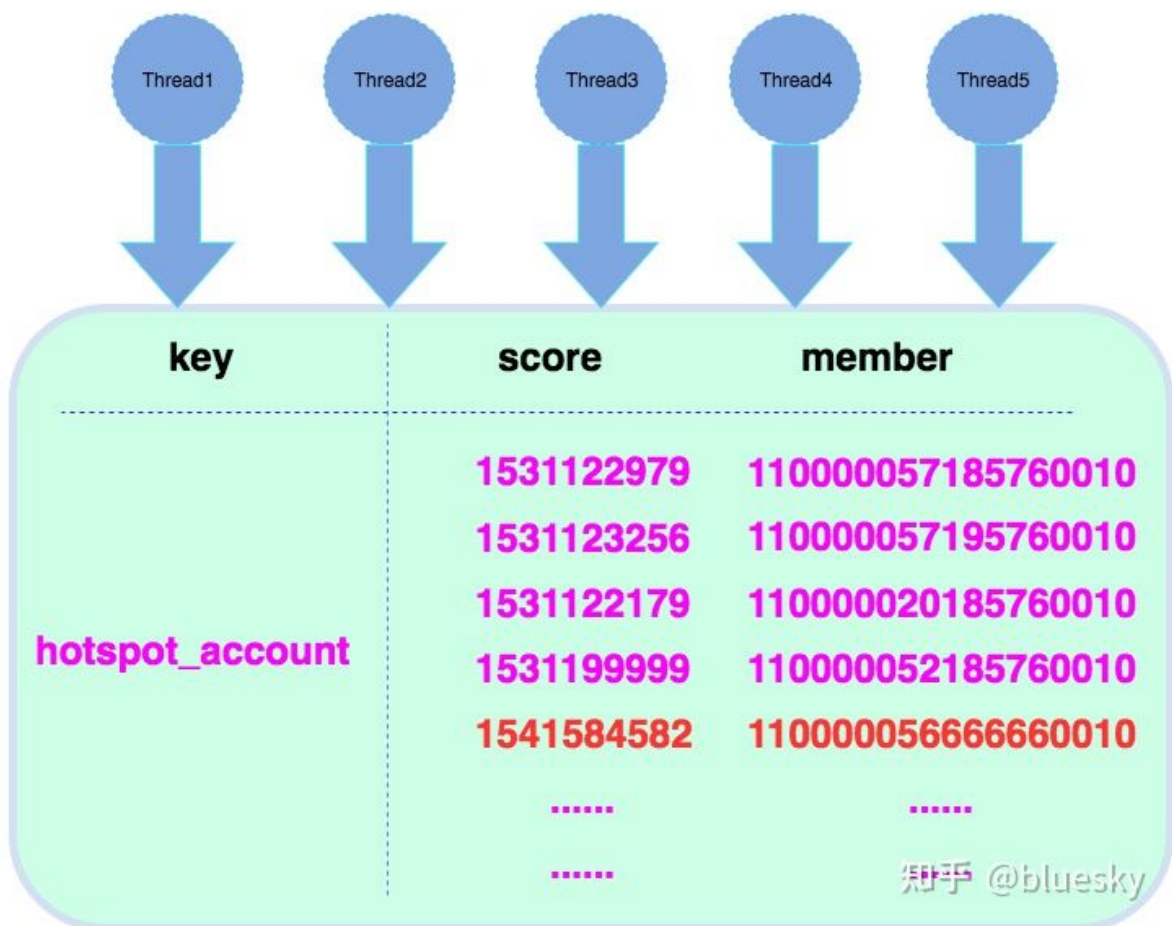 Thread1 Thread2 Thread3 Thread4 Thread5
key score member
1531122979 110000057185760010
1531123256 110000057195760010
1531122179 110000020185760010
hotspot_account
1531199999 110000052185760010
1541584582 110000056666660010
...... ......
...... ......
知乎 @bluesky